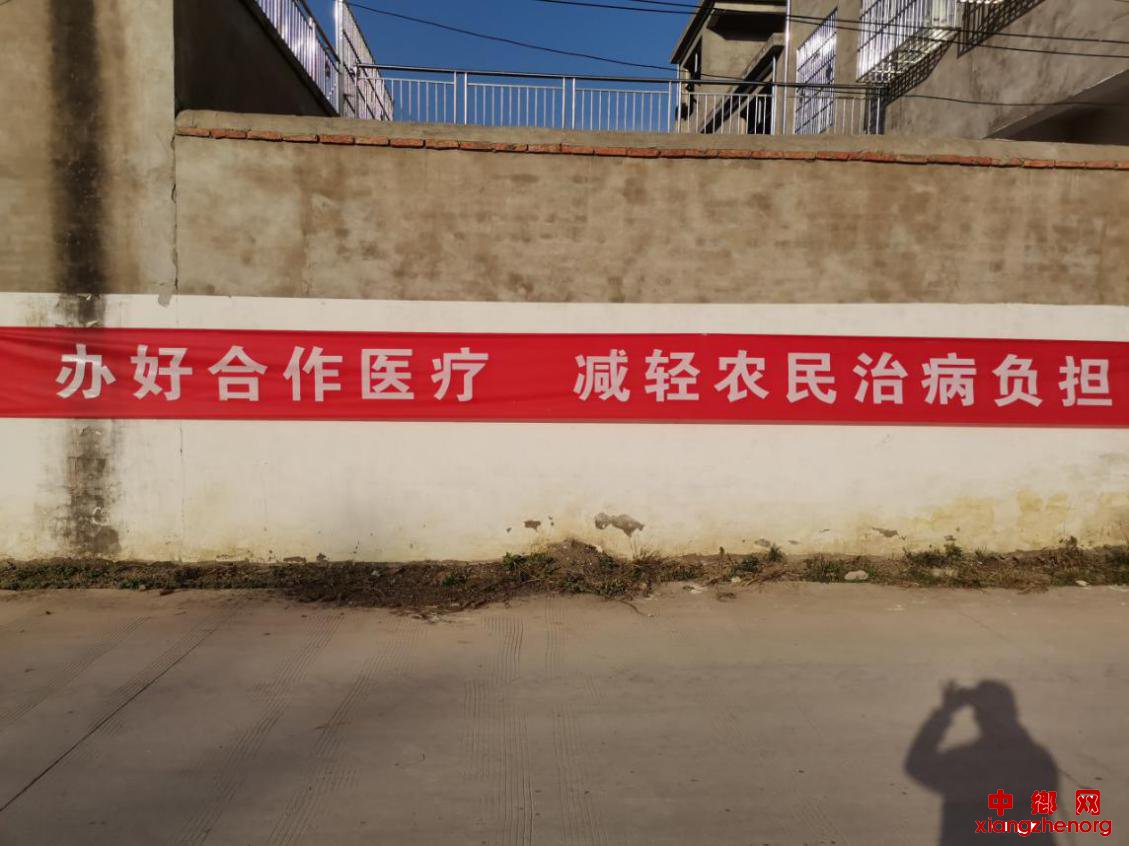 办好合作医疗 减轻农民治病负担
中乡网
xiangzhenorg